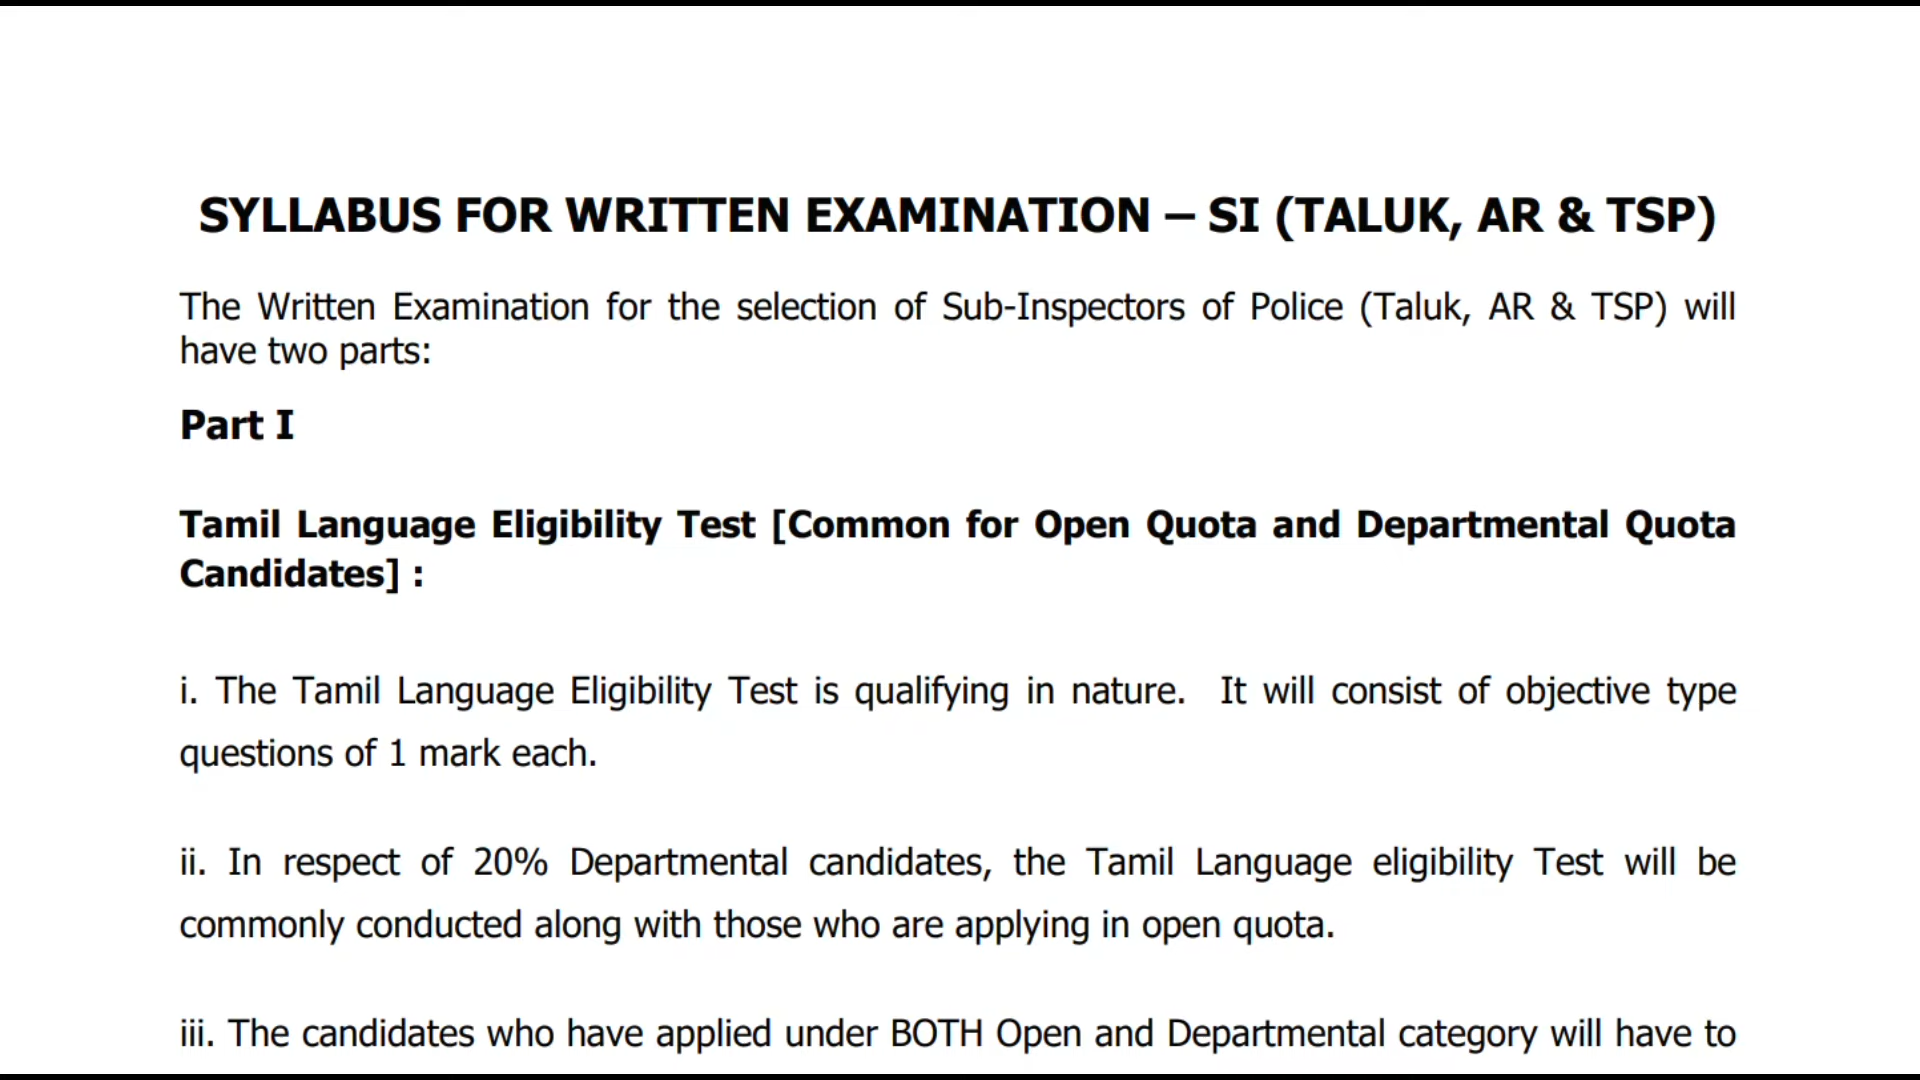 SYLLABUS FOR WRITTEN EXAMINATION – SI (TALUK, AR & TSP)
The Written Examination for the selection of Sub-Inspectors of Police (Taluk, AR & TSP) will
have two parts:
Part I
Tamil Language Eligibility Test [Common for Open Quota and Departmental Quota
Candidates] :
i. The Tamil Language Eligibility Test is qualifying in nature. It will consist of objective type
questions of 1 mark each.
ii. In respect of 20% Departmental candidates, the Tamil Language eligibility Test will be
commonly conducted along with those who are applying in open quota.
iii. The candidates who have applied under BOTH Open and Departmental category will have to